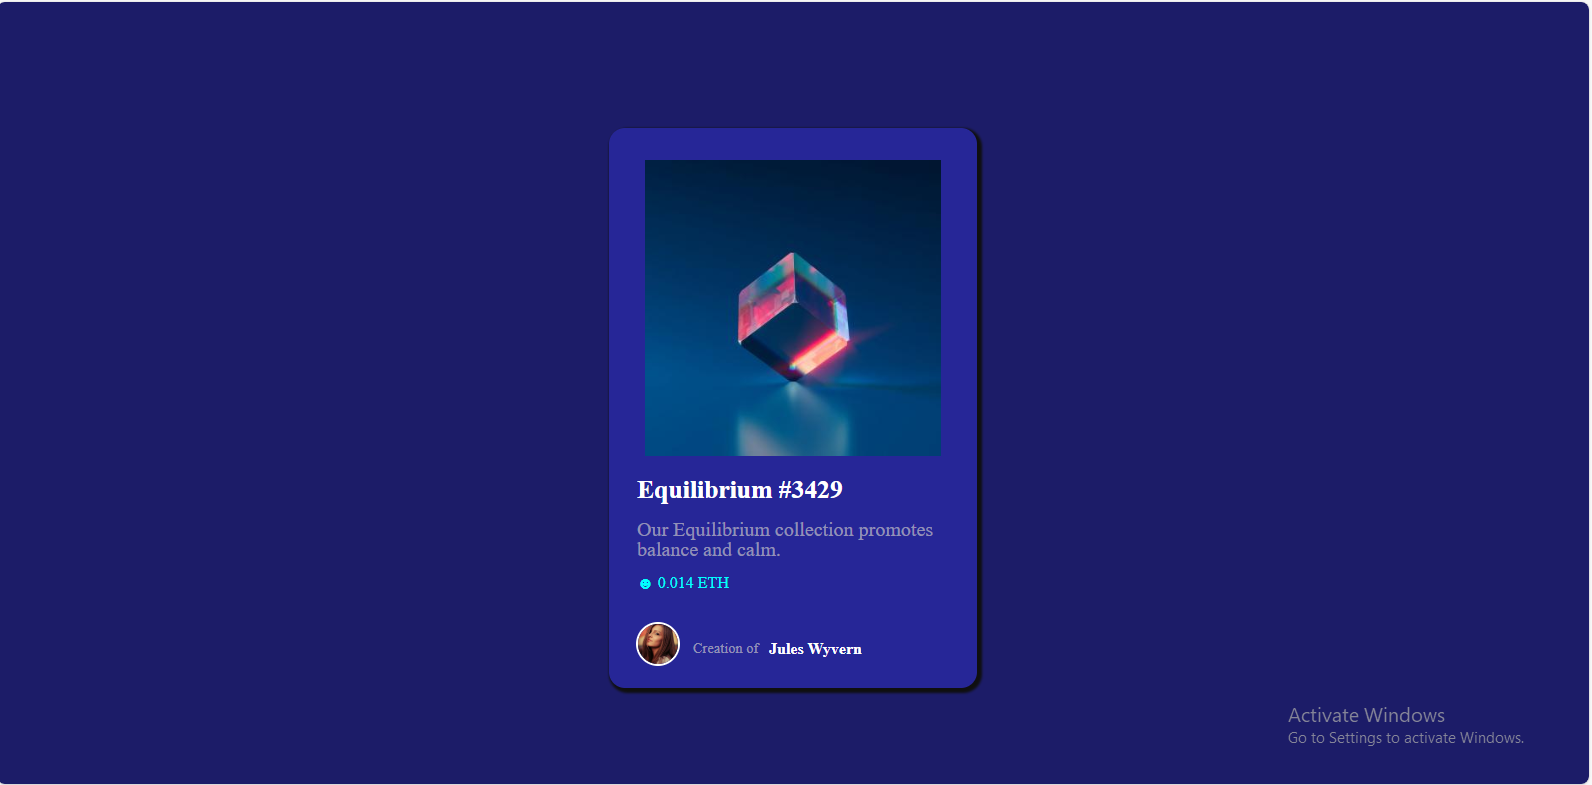 Equilibrium #3429
Our Equilibrium collection promotes
balance and calm.
0.014 ETH
Creation of Jules Wyvern
Activate Windows
Go to Settings to activate Windows.